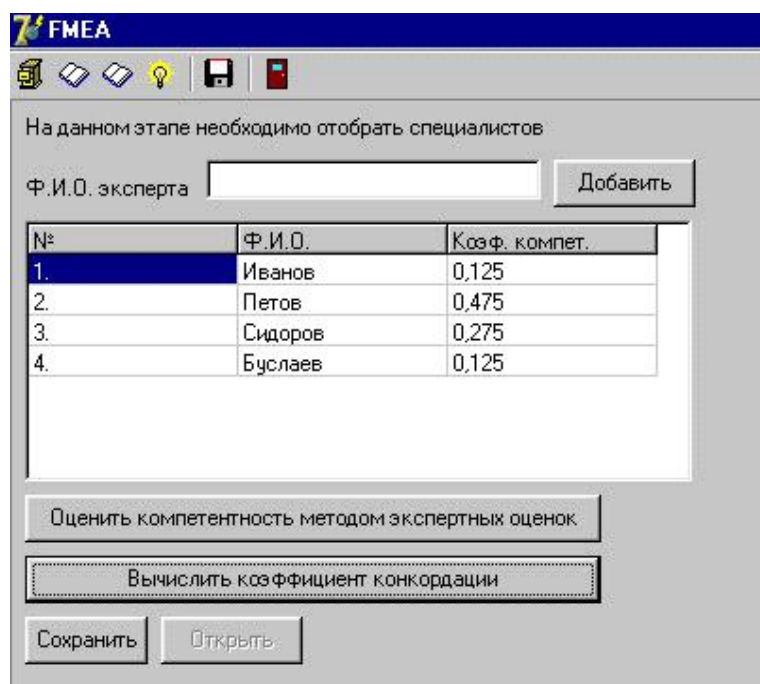 FMEA
На данном этапе необходимо отобрать специалистов
Ф.И.О. эксперта Добавить
№ Ф.И.О. Коэф. компет.
1. Иванов 0,125
2. Петов 0,475
3. Сидоров 0,275
4. Буслаев 0,125
Оценить компетентность методом экспертных оценок
Вычислить коэффициент конкордации
Сохранить Открыть